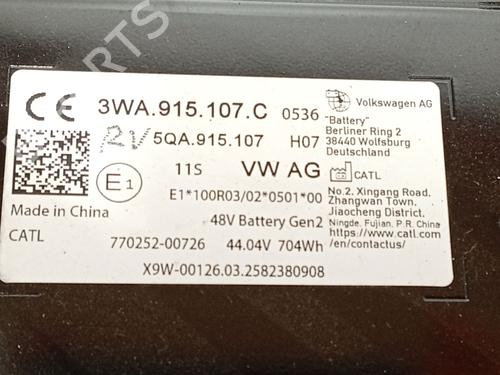 PARTS
CE 3WA.915.107.C 0536
RV 5QA.915.107 H07
11S VW AG
E1
E1*100R03/02*0501*00
Made in China
48V Battery Gen2
CATL 770252-00726 44.04V 704Wh
X9W-00126.03.2582380908
Volkswagen AG
"Battery"
Berliner Ring 2
38440 Wolfsburg
Deutschland
CATL
No.2, Xingang Road,
Zhangwan Town,
Jiaocheng District,
Ningde, Fujian, P.R. China
https://www.catl.com
/en/contactus/